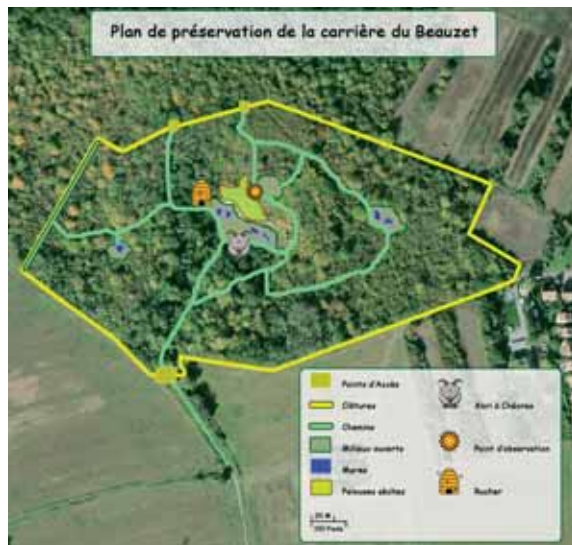 Plan de préservation de la carrière du Beauzet
Points d'Accès
Clôtures
Chemins
Milieux ouverts
Mares
Pelouses sèches
Abri à Chèvres
Point d'observation
Rucher